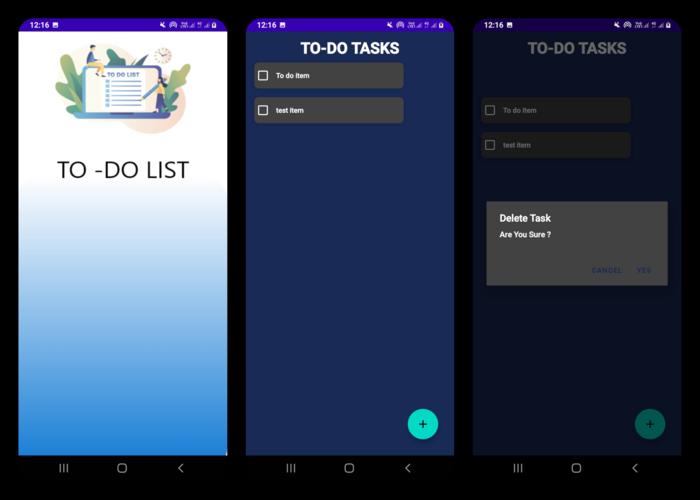 12:16
TO DO LIST
TO -DO LIST
12:16
TO-DO TASKS
To do item
test item
+
12:16
TO-DO TASKS
To do item
test item
Delete Task
Are You Sure ?
CANCEL YES
+